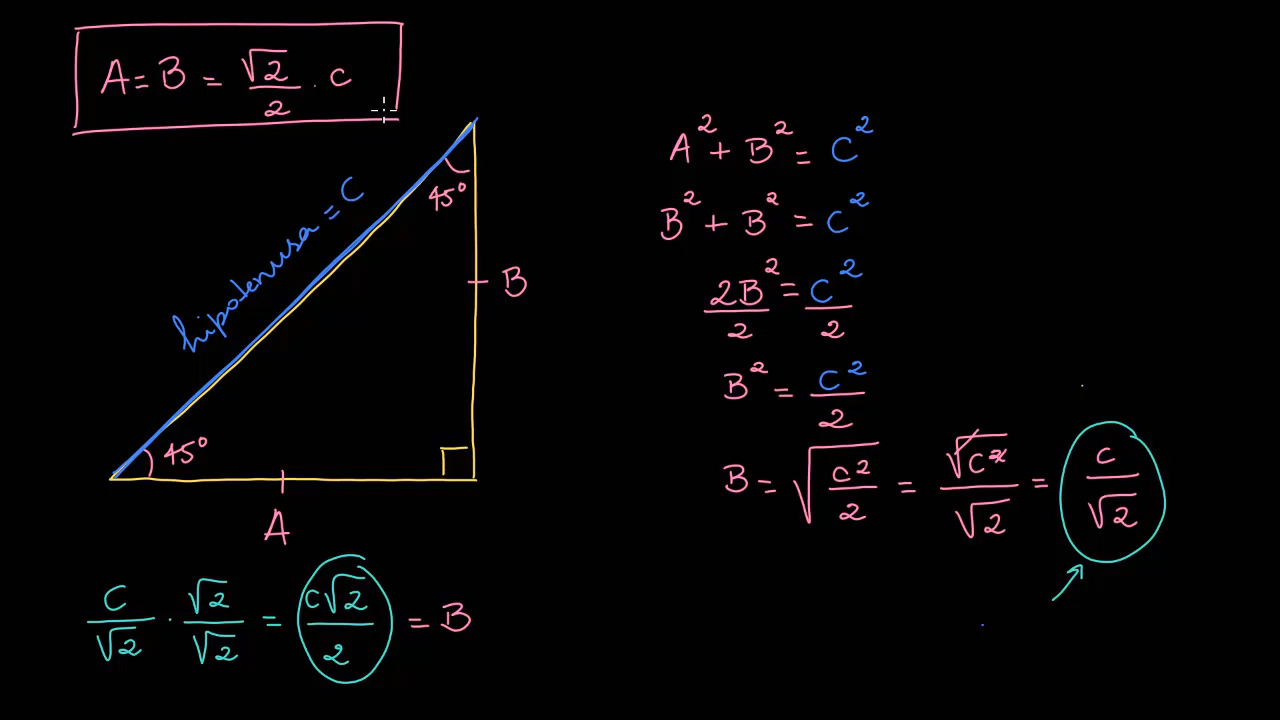 A = B = √2/2 · C
hipotenusa = C
45°
B
45°
A
C/√2 · √2/√2 = C√2/2 = B
A² + B² = C²
B² + B² = C²
2B²/2 = C²/2
B² = C²/2
B = √(C²/2) = √C²/√2 = C/√2